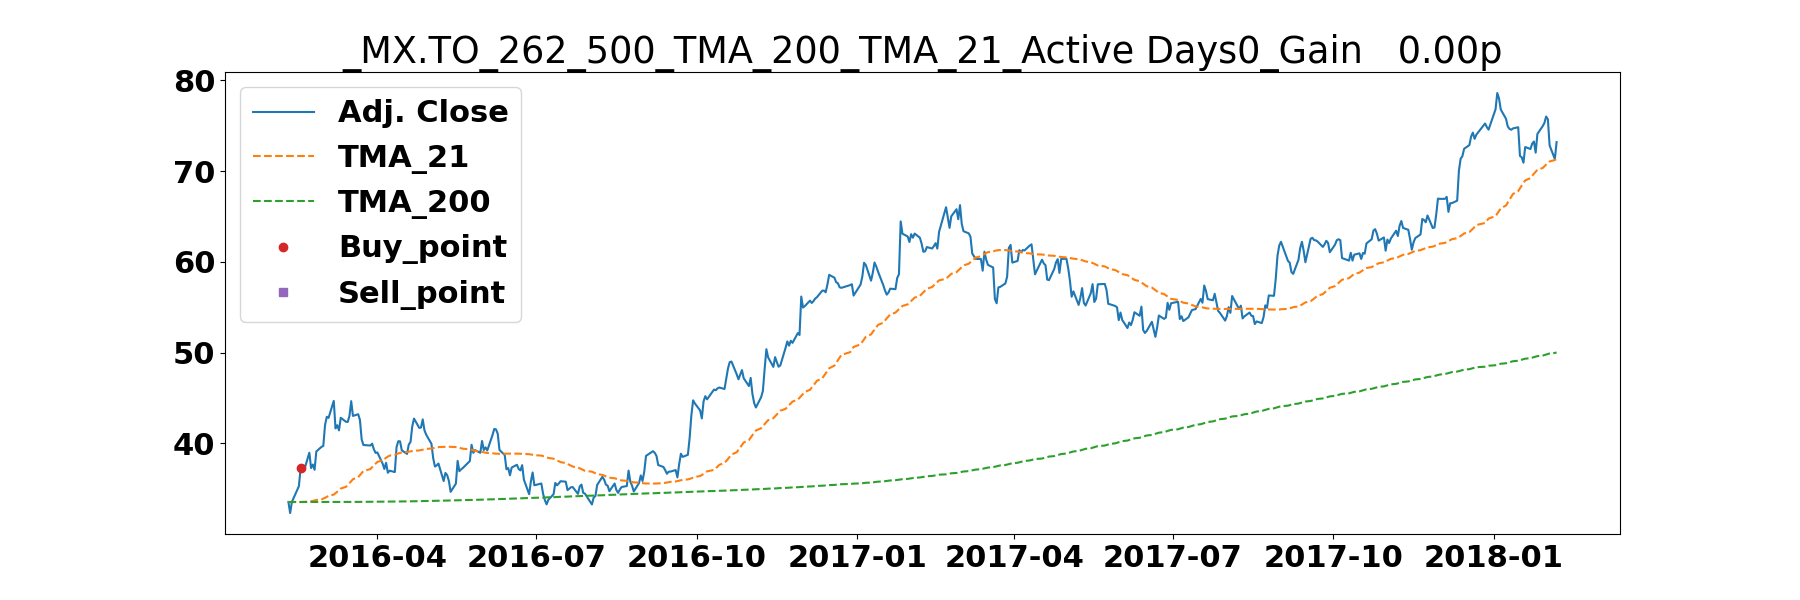 _MX.TO_262_500_TMA_200_TMA_21_Active Days0_Gain   0.00p
80
70
60
50
40
Adj. Close
TMA_21
TMA_200
Buy_point
Sell_point
2016-04 2016-07 2016-10 2017-01 2017-04 2017-07 2017-10 2018-01